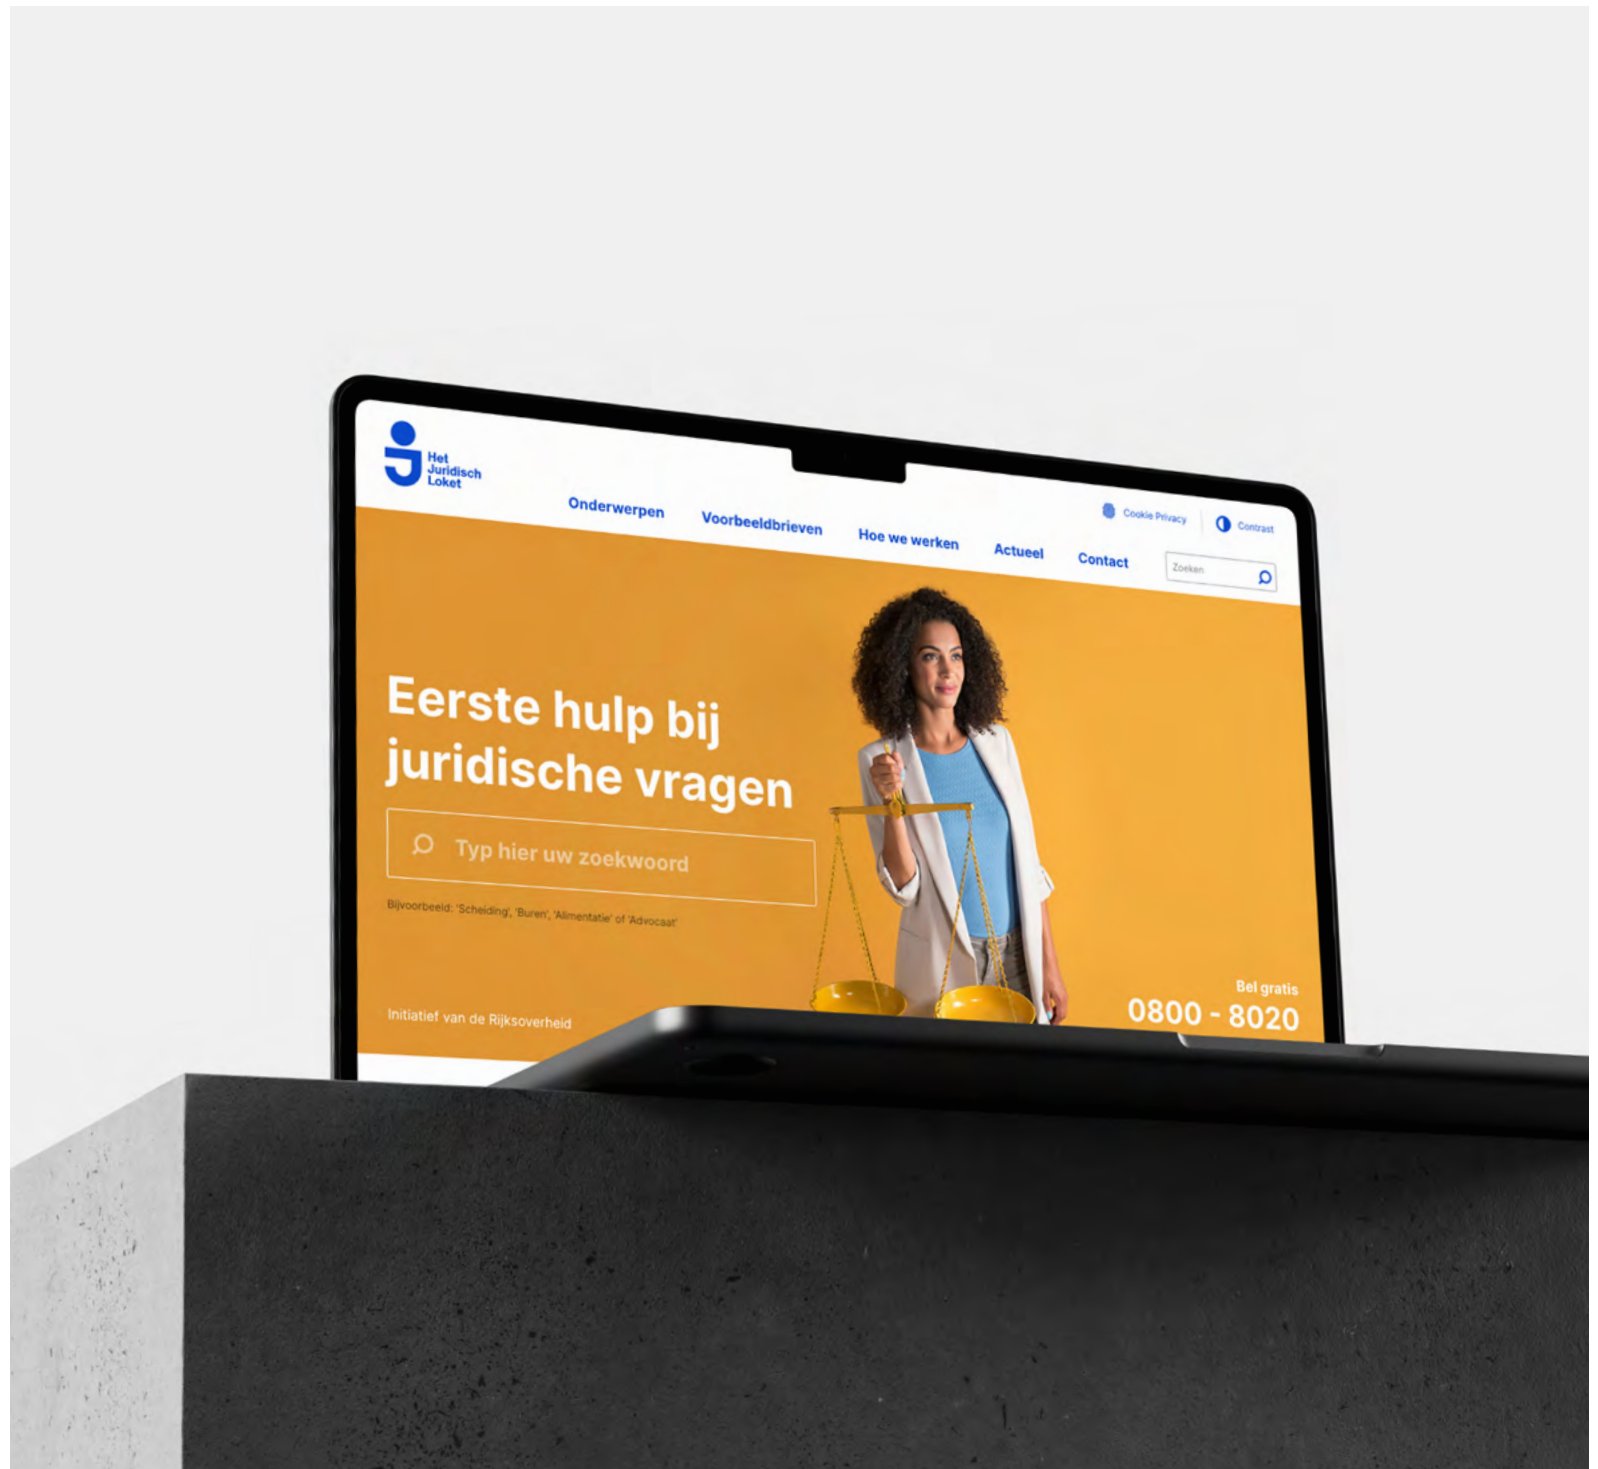 Het
Juridisch
Loket
Cookie Privacy
Contrast
Onderwerpen
Voorbeeldbrieven
Hoe we werken
Actueel
Contact
Zoeken
Eerste hulp bij
juridische vragen
Typ hier uw zoekwoord
Bijvoorbeeld: 'Scheiding', 'Buren', 'Alimentatie' of 'Advocaat'
Initiatief van de Rijksoverheid
Bel gratis
0800 - 8020